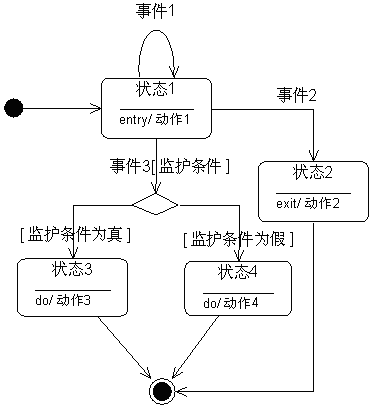 事件1
状态1
entry/ 动作1
事件2
事件3[ 监护条件 ]
状态2
exit/ 动作2
[ 监护条件为真 ]
[ 监护条件为假 ]
状态3
do/ 动作3
状态4
do/ 动作4